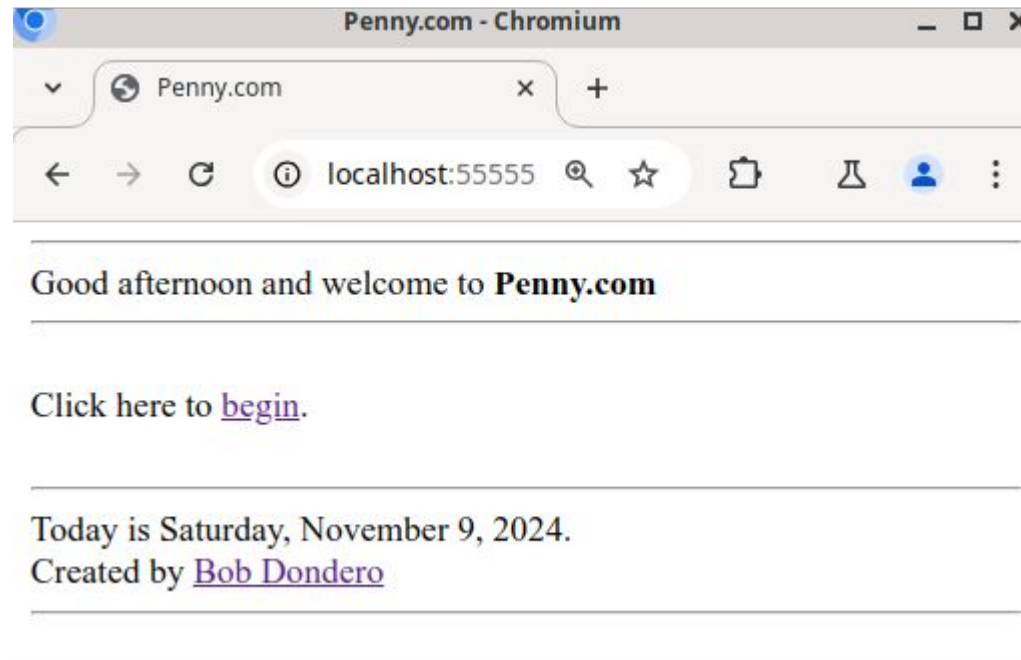 Penny.com - Chromium
Penny.com
localhost:55555
Good afternoon and welcome to Penny.com
Click here to begin.
Today is Saturday, November 9, 2024.
Created by Bob Dondero